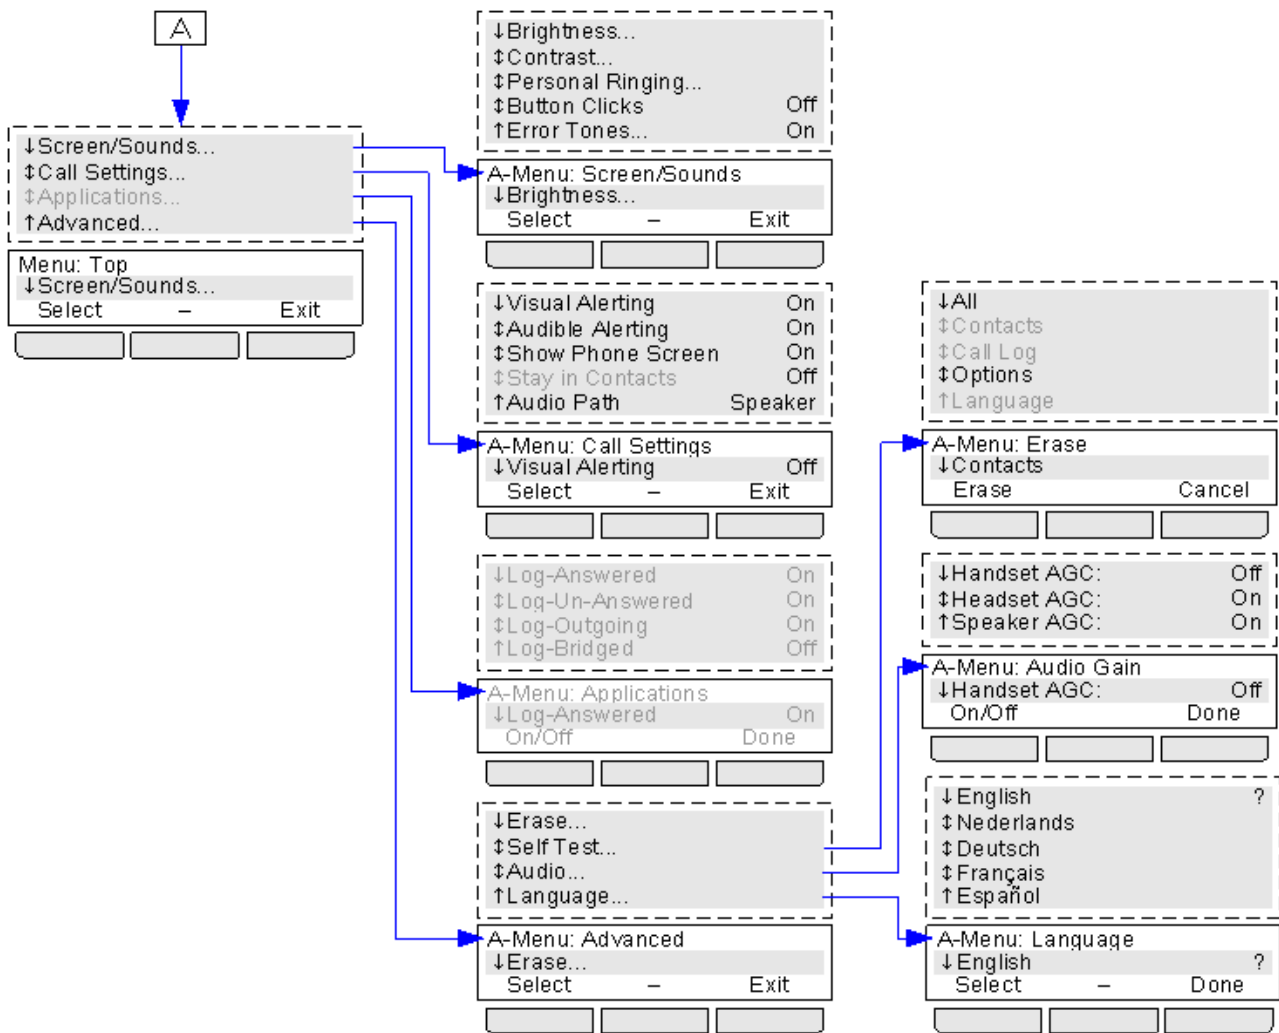 A
↓Screen/Sounds...
↕Call Settings...
↕Applications...
↑Advanced...
Menu: Top
↓Screen/Sounds...
Select – Exit
↓Brightness...
↕Contrast...
↕Personal Ringing...
↕Button Clicks Off
↑Error Tones... On
A-Menu: Screen/Sounds
↓Brightness...
Select – Exit
↓Visual Alerting On
↕Audible Alerting On
↕Show Phone Screen On
↕Stay in Contacts Off
↑Audio Path Speaker
A-Menu: Call Settings
↓Visual Alerting Off
Select – Exit
↓Log-Answered On
↕Log-Un-Answered On
↕Log-Outgoing On
↑Log-Bridged Off
A-Menu: Applications
↓Log-Answered On
On/Off Done
↓Erase...
↕Self Test...
↕Audio...
↑Language...
A-Menu: Advanced
↓Erase...
Select – Exit
↓All
↕Contacts
↕Call Log
↕Options
↑Language
A-Menu: Erase
↓Contacts
Erase Cancel
↓Handset AGC: Off
↕Headset AGC: On
↑Speaker AGC: On
A-Menu: Audio Gain
↓Handset AGC: Off
On/Off Done
↓English ?
↕Nederlands
↕Deutsch
↕Français
↑Español
A-Menu: Language
↓English ?
Select – Done